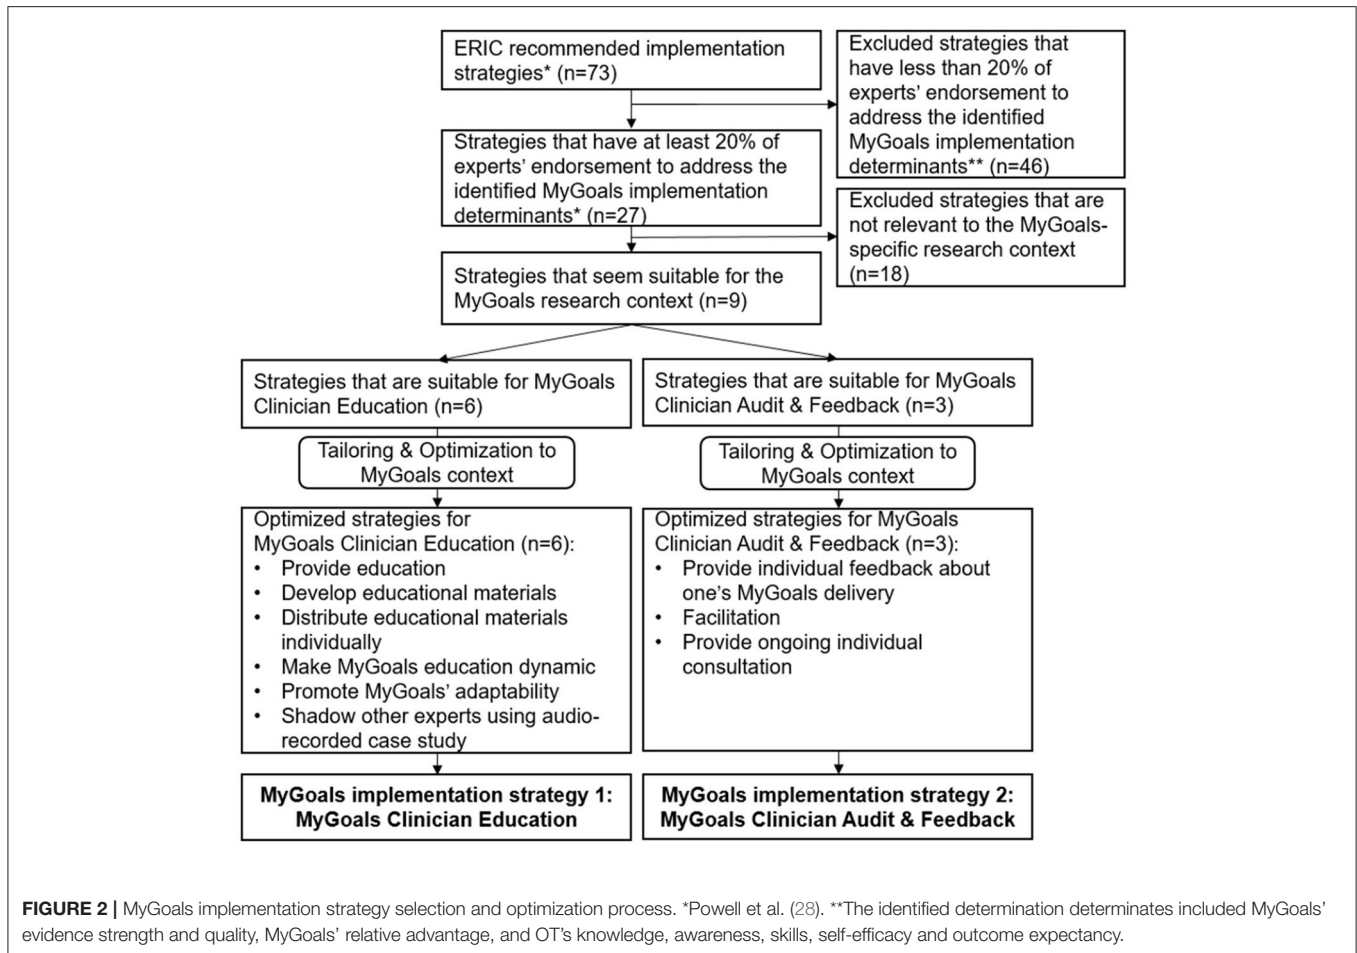 ERIC recommended implementation
strategies* (n=73)
Excluded strategies that
have less than 20% of
experts' endorsement to
address the identified
MyGoals implementation
determinants** (n=46)
Strategies that have at least 20% of
experts' endorsement to address the
identified MyGoals implementation
determinants* (n=27)
Excluded strategies that are
not relevant to the MyGoals-
specific research context
(n=18)
Strategies that seem suitable for the
MyGoals research context (n=9)
Strategies that are suitable for MyGoals
Clinician Education (n=6)
Strategies that are suitable for MyGoals
Clinician Audit & Feedback (n=3)
Tailoring & Optimization to
MyGoals context
Tailoring & Optimization to
MyGoals context
Optimized strategies for
MyGoals Clinician Education (n=6):
• Provide education
• Develop educational materials
• Distribute educational materials
individually
• Make MyGoals education dynamic
• Promote MyGoals' adaptability
• Shadow other experts using audio-
recorded case study
Optimized strategies for MyGoals
Clinician Audit & Feedback (n=3):
• Provide individual feedback about
one's MyGoals delivery
• Facilitation
• Provide ongoing individual
consultation
MyGoals implementation strategy 1:
MyGoals Clinician Education
MyGoals implementation strategy 2:
MyGoals Clinician Audit & Feedback
FIGURE 2 | MyGoals implementation strategy selection and optimization process. *Powell et al. (28). **The identified determination determinates included MyGoals'
evidence strength and quality, MyGoals' relative advantage, and OT's knowledge, awareness, skills, self-efficacy and outcome expectancy.